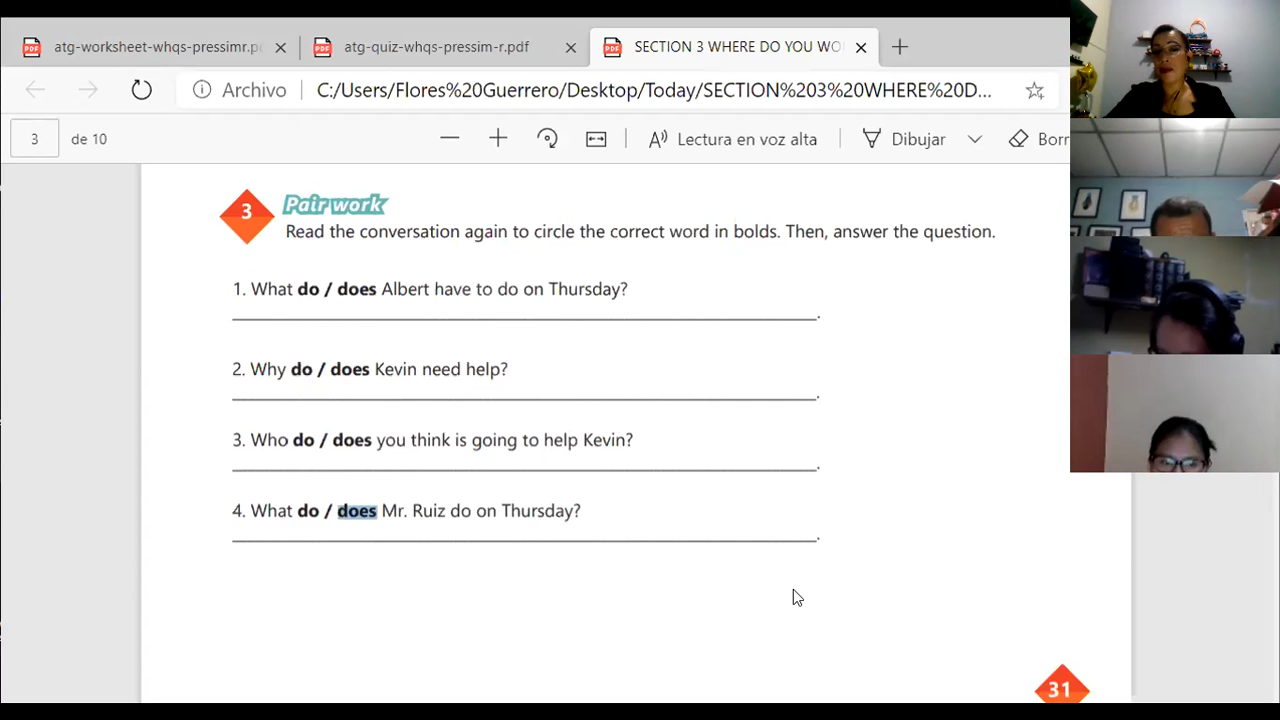 atg-worksheet-whqs-pressimr.p
atg-quiz-whqs-pressimr.pdf
SECTION 3 WHERE DO YOU WO
Archivo
C:/Users/Flores%20Guerrero/Desktop/Today/SECTION%203%20WHERE%20D...
3 de 10
Lectura en voz alta
Dibujar
Borr
3
Pair work
Read the conversation again to circle the correct word in bolds. Then, answer the question.
1. What do / does Albert have to do on Thursday?
2. Why do / does Kevin need help?
3. Who do / does you think is going to help Kevin?
4. What do / does Mr. Ruiz do on Thursday?
31